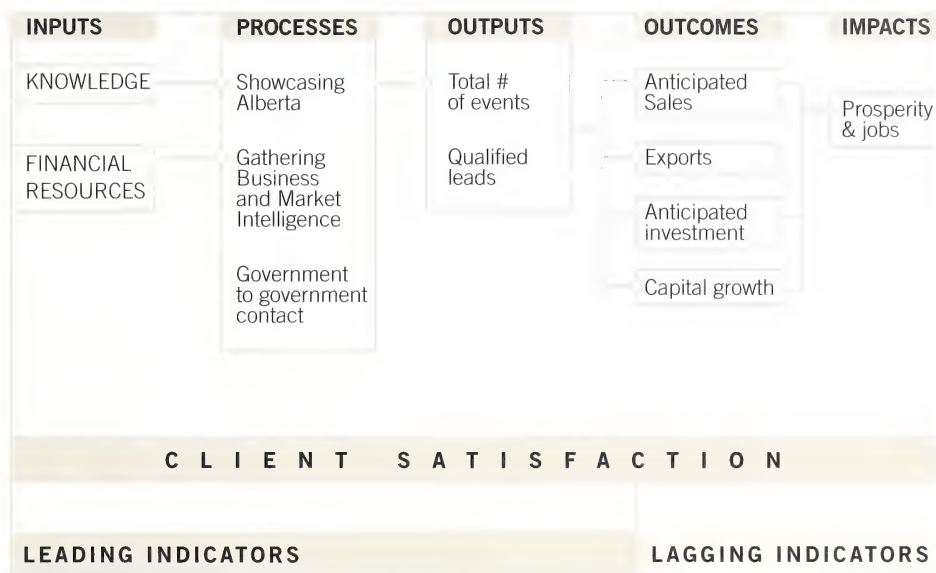 INPUTS
PROCESSES
OUTPUTS
OUTCOMES
IMPACTS
KNOWLEDGE
FINANCIAL
RESOURCES
Showcasing
Alberta
Gathering
Business
and Market
Intelligence
Government
to government
contact
Total #
of events
Qualified
leads
Anticipated
Sales
Exports
Anticipated
investment
Capital growth
Prosperity
& jobs
CLIENT SATISFACTION
LEADING INDICATORS
LAGGING INDICATORS